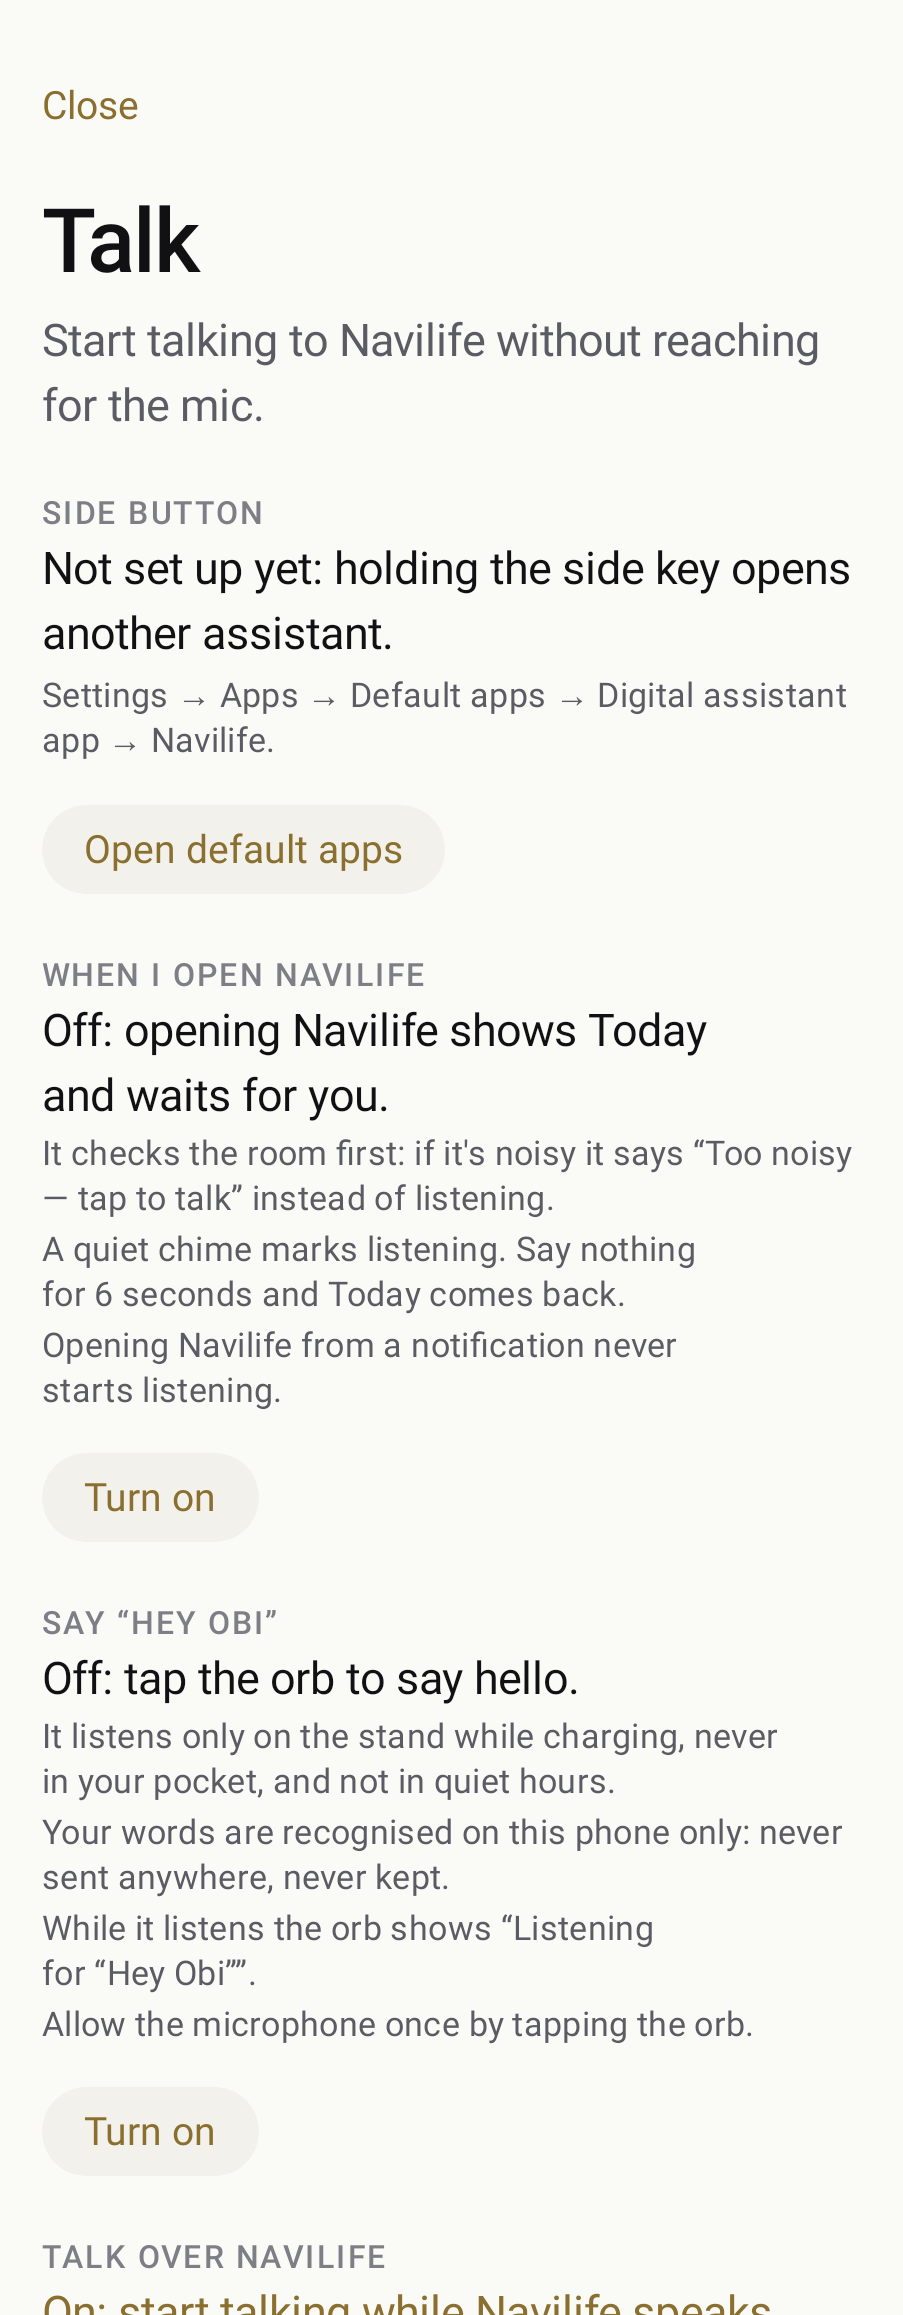 Close
Talk
Start talking to Navilife without reaching
for the mic.
SIDE BUTTON
Not set up yet: holding the side key opens
another assistant.
Settings → Apps → Default apps → Digital assistant
app → Navilife.
Open default apps
WHEN I OPEN NAVILIFE
Off: opening Navilife shows Today
and waits for you.
It checks the room first: if it's noisy it says “Too noisy
— tap to talk” instead of listening.
A quiet chime marks listening. Say nothing
for 6 seconds and Today comes back.
Opening Navilife from a notification never
starts listening.
Turn on
SAY “HEY OBI”
Off: tap the orb to say hello.
It listens only on the stand while charging, never
in your pocket, and not in quiet hours.
Your words are recognised on this phone only: never
sent anywhere, never kept.
While it listens the orb shows “Listening
for “Hey Obi””.
Allow the microphone once by tapping the orb.
Turn on
TALK OVER NAVILIFE
On: start talking while Navilife speaks